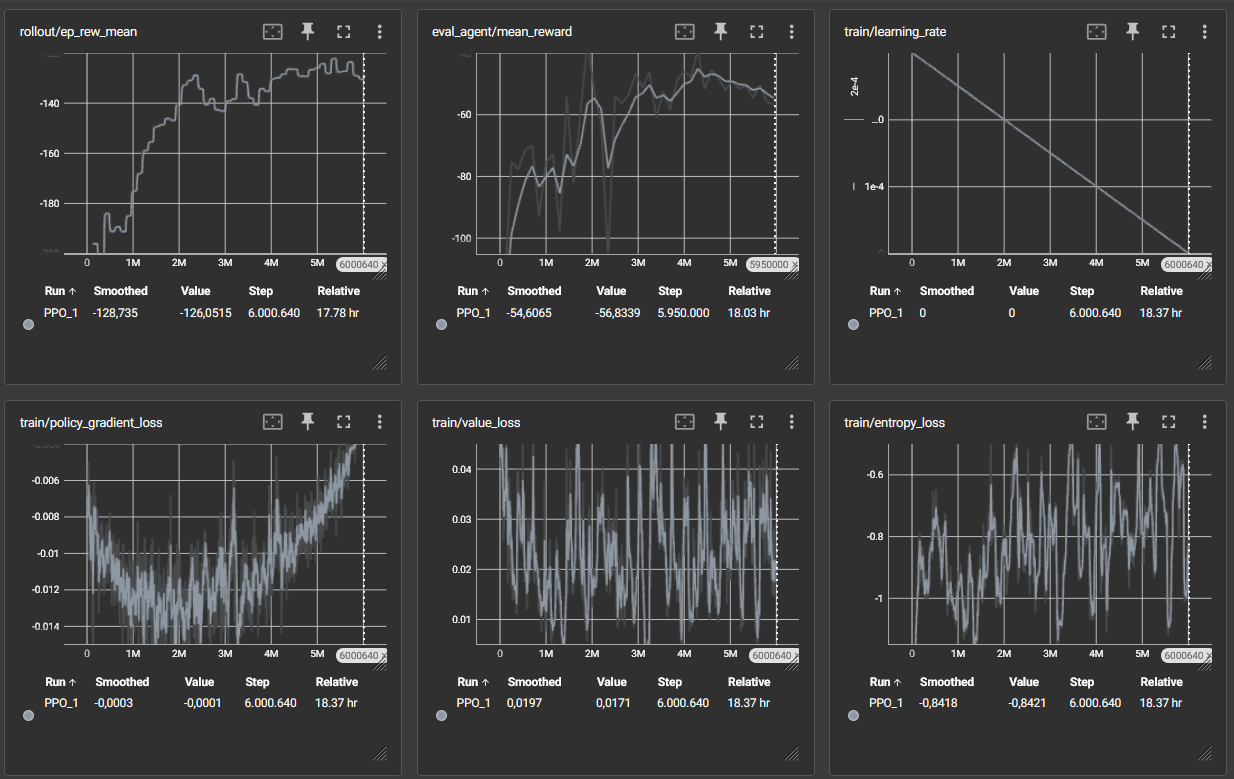 rollout/ep_rew_mean
-140
-160
-180
0 1M 2M 3M 4M 5M 6000640 ×
Run ↑ Smoothed Value Step Relative
PPO_1 -128,735 -126,0515 6.000.640 17.78 hr
eval_agent/mean_reward
-60
-80
-100
0 1M 2M 3M 4M 5M 5950000 ×
Run ↑ Smoothed Value Step Relative
PPO_1 -54,6065 -56,8339 5.950.000 18.03 hr
train/learning_rate
2e-4
...0
1e-4
0 1M 2M 3M 4M 5M 6000640 ×
Run ↑ Smoothed Value Step Relative
PPO_1 0 0 6.000.640 18.37 hr
train/policy_gradient_loss
-0.006
-0.008
-0.01
-0.012
-0.014
0 1M 2M 3M 4M 5M 6000640 ×
Run ↑ Smoothed Value Step Relative
PPO_1 -0,0003 -0,0001 6.000.640 18.37 hr
train/value_loss
0.04
0.03
0.02
0.01
0 1M 2M 3M 4M 5M 6000640 ×
Run ↑ Smoothed Value Step Relative
PPO_1 0,0197 0,0171 6.000.640 18.37 hr
train/entropy_loss
-0.6
-0.8
-1
0 1M 2M 3M 4M 5M 6000640 ×
Run ↑ Smoothed Value Step Relative
PPO_1 -0,8418 -0,8421 6.000.640 18.37 hr